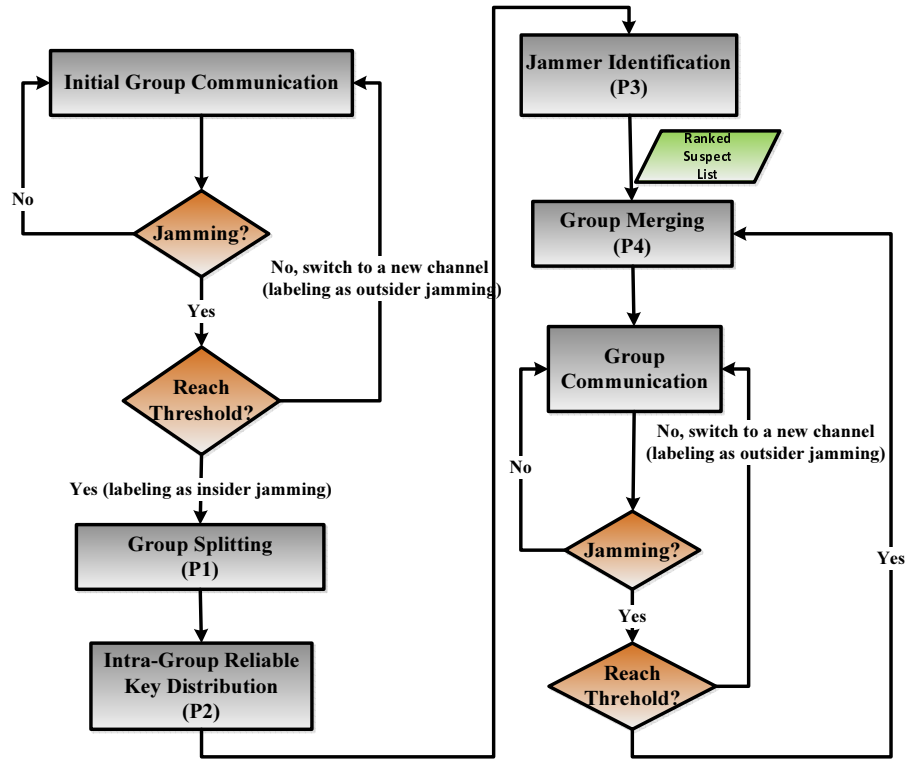 Initial Group Communication
No
Jamming?
No, switch to a new channel
(labeling as outsider jamming)
Yes
Reach
Threshold?
Yes (labeling as insider jamming)
Group Splitting
(P1)
Intra-Group Reliable
Key Distribution
(P2)
Jammer Identification
(P3)
Ranked
Suspect
List
Group Merging
(P4)
Group
Communication
No, switch to a new channel
(labeling as outsider jamming)
No
Jamming?
Yes
Yes
Reach
Threhold?